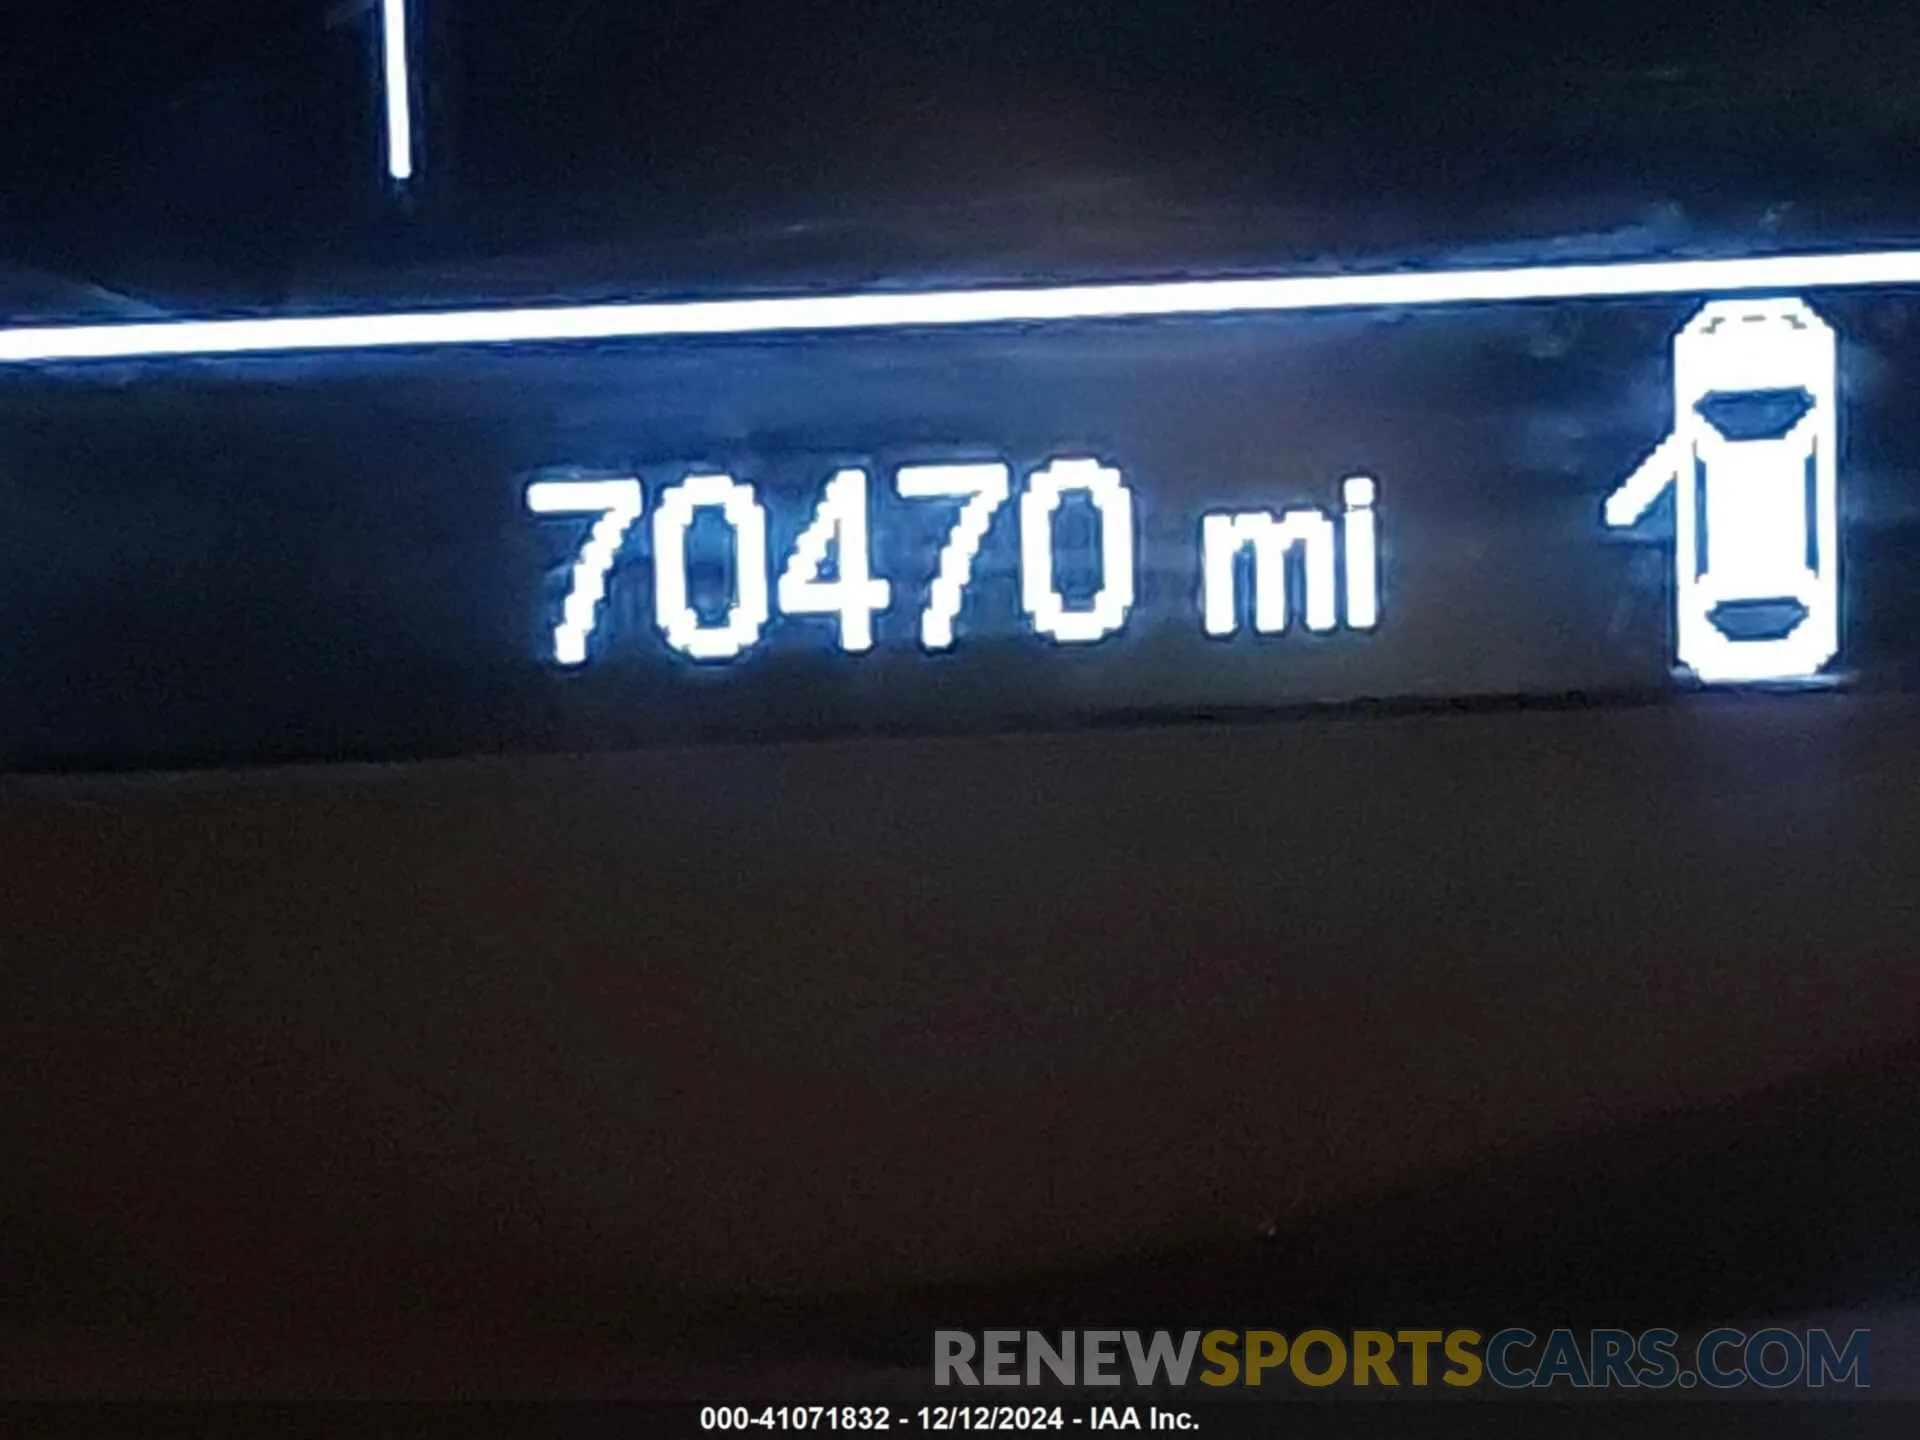 70470 mi
RENEWSPORTSCARS.COM
000-41071832 - 12/12/2024 - IAA Inc.